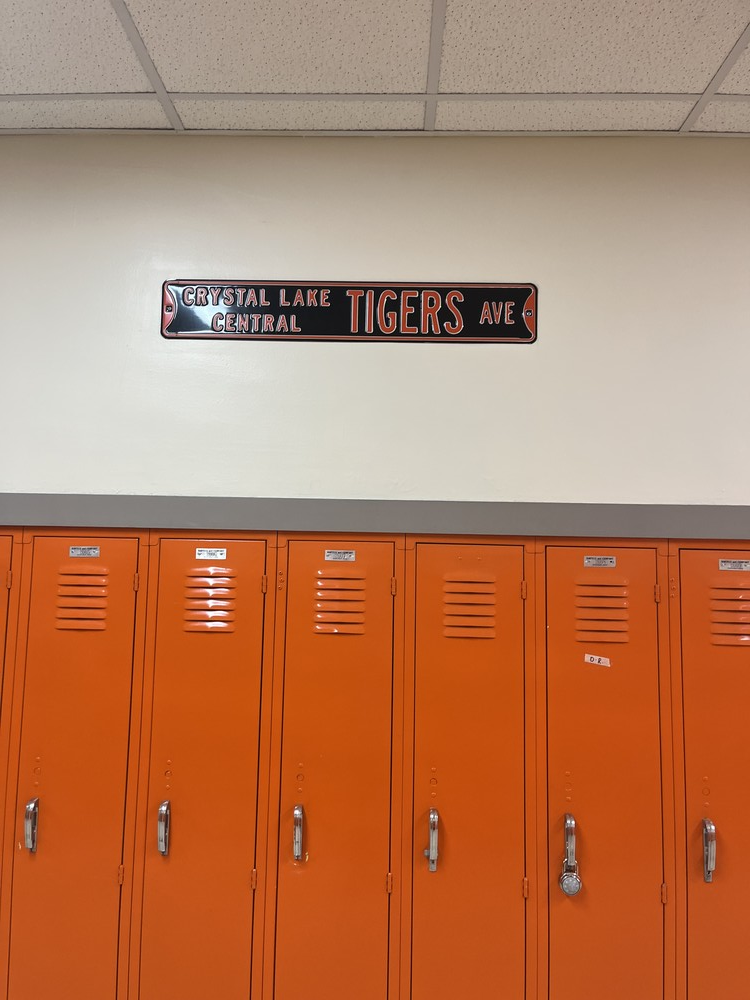 CRYSTAL LAKE
CENTRAL
TIGERS AVE
D.R.